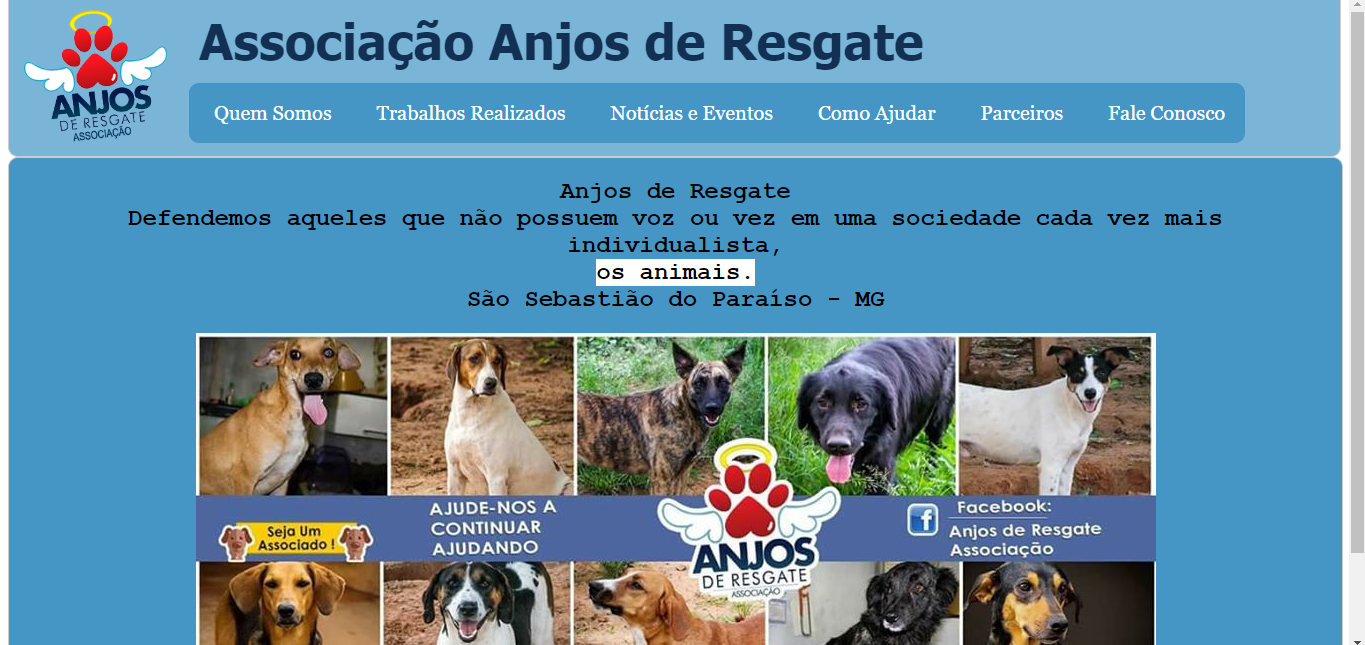 ANJOS
DE RESGATE
ASSOCIAÇÃO
Associação Anjos de Resgate
Quem Somos Trabalhos Realizados Notícias e Eventos Como Ajudar Parceiros Fale Conosco
Anjos de Resgate
Defendemos aqueles que não possuem voz ou vez em uma sociedade cada vez mais
individualista,
os animais.
São Sebastião do Paraíso - MG
Seja Um
Associado !
AJUDE-NOS A
CONTINUAR
AJUDANDO
ANJOS
DE RESGATE
ASSOCIAÇÃO
f
Facebook:
Anjos de Resgate
Associação